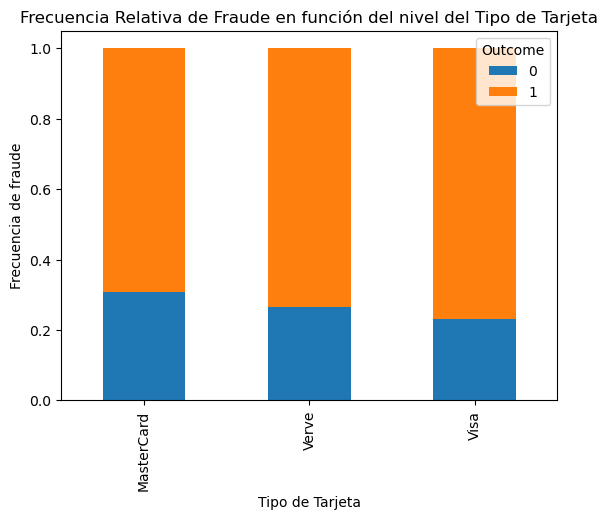 Frecuencia Relativa de Fraude en función del nivel del Tipo de Tarjeta
Outcome
0
1
1.0
0.8
0.6
0.4
0.2
0.0
Frecuencia de fraude
MasterCard
Verve
Visa
Tipo de Tarjeta